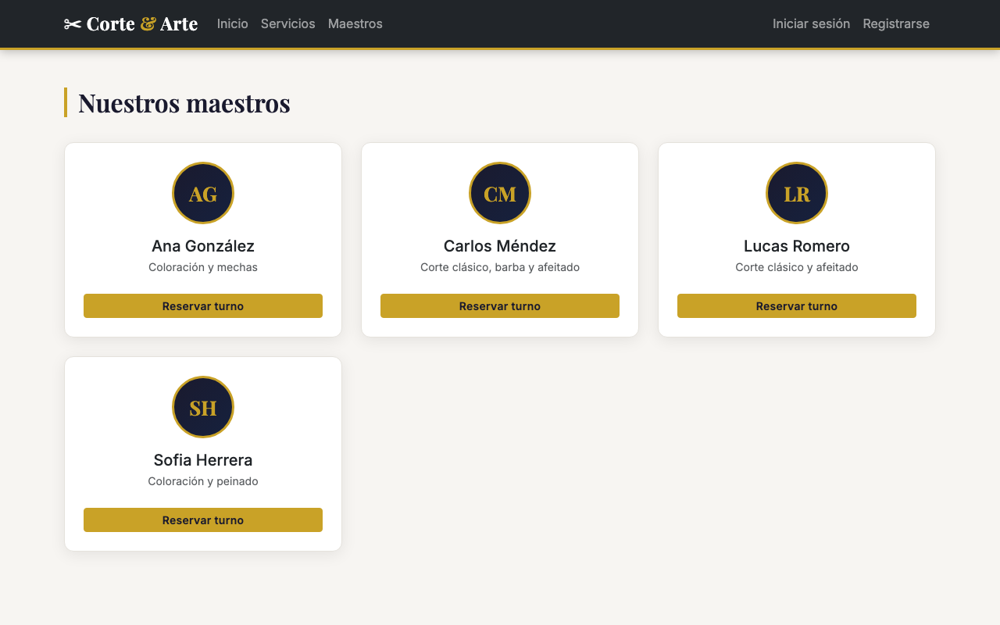 ✂ Corte & Arte Inicio Servicios Maestros Iniciar sesión Registrarse
Nuestros maestros
AG
Ana González
Coloración y mechas
Reservar turno
CM
Carlos Méndez
Corte clásico, barba y afeitado
Reservar turno
LR
Lucas Romero
Corte clásico y afeitado
Reservar turno
SH
Sofia Herrera
Coloración y peinado
Reservar turno